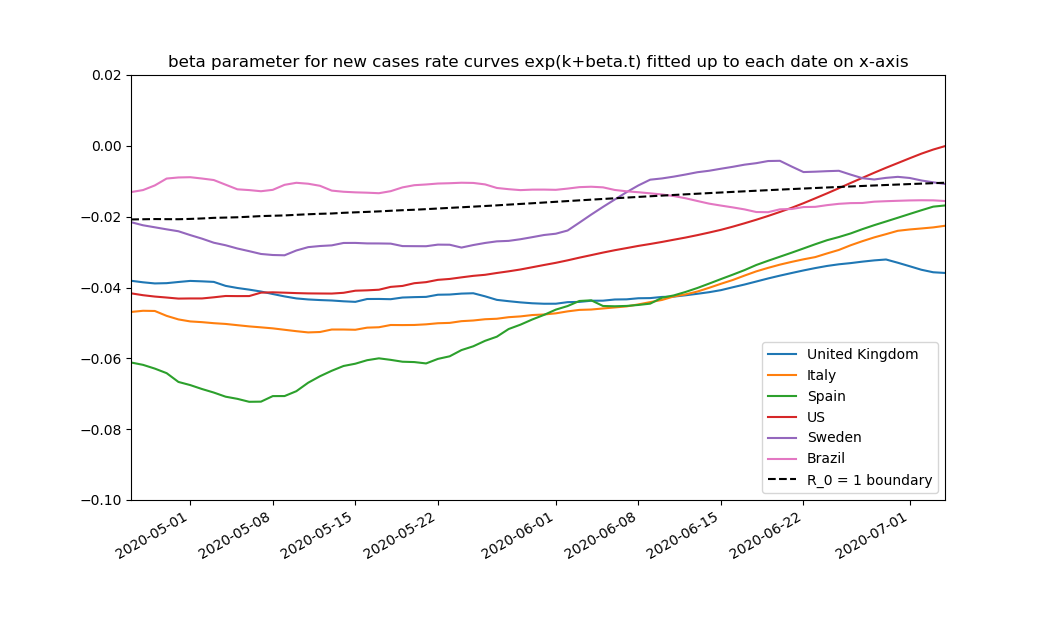 beta parameter for new cases rate curves exp(k+beta.t) fitted up to each date on x-axis
0.02
0.00
−0.02
−0.04
−0.06
−0.08
−0.10
United Kingdom
Italy
Spain
US
Sweden
Brazil
R_0 = 1 boundary
2020-05-01
2020-05-08
2020-05-15
2020-05-22
2020-06-01
2020-06-08
2020-06-15
2020-06-22
2020-07-01